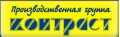 Производственная группа
контраст